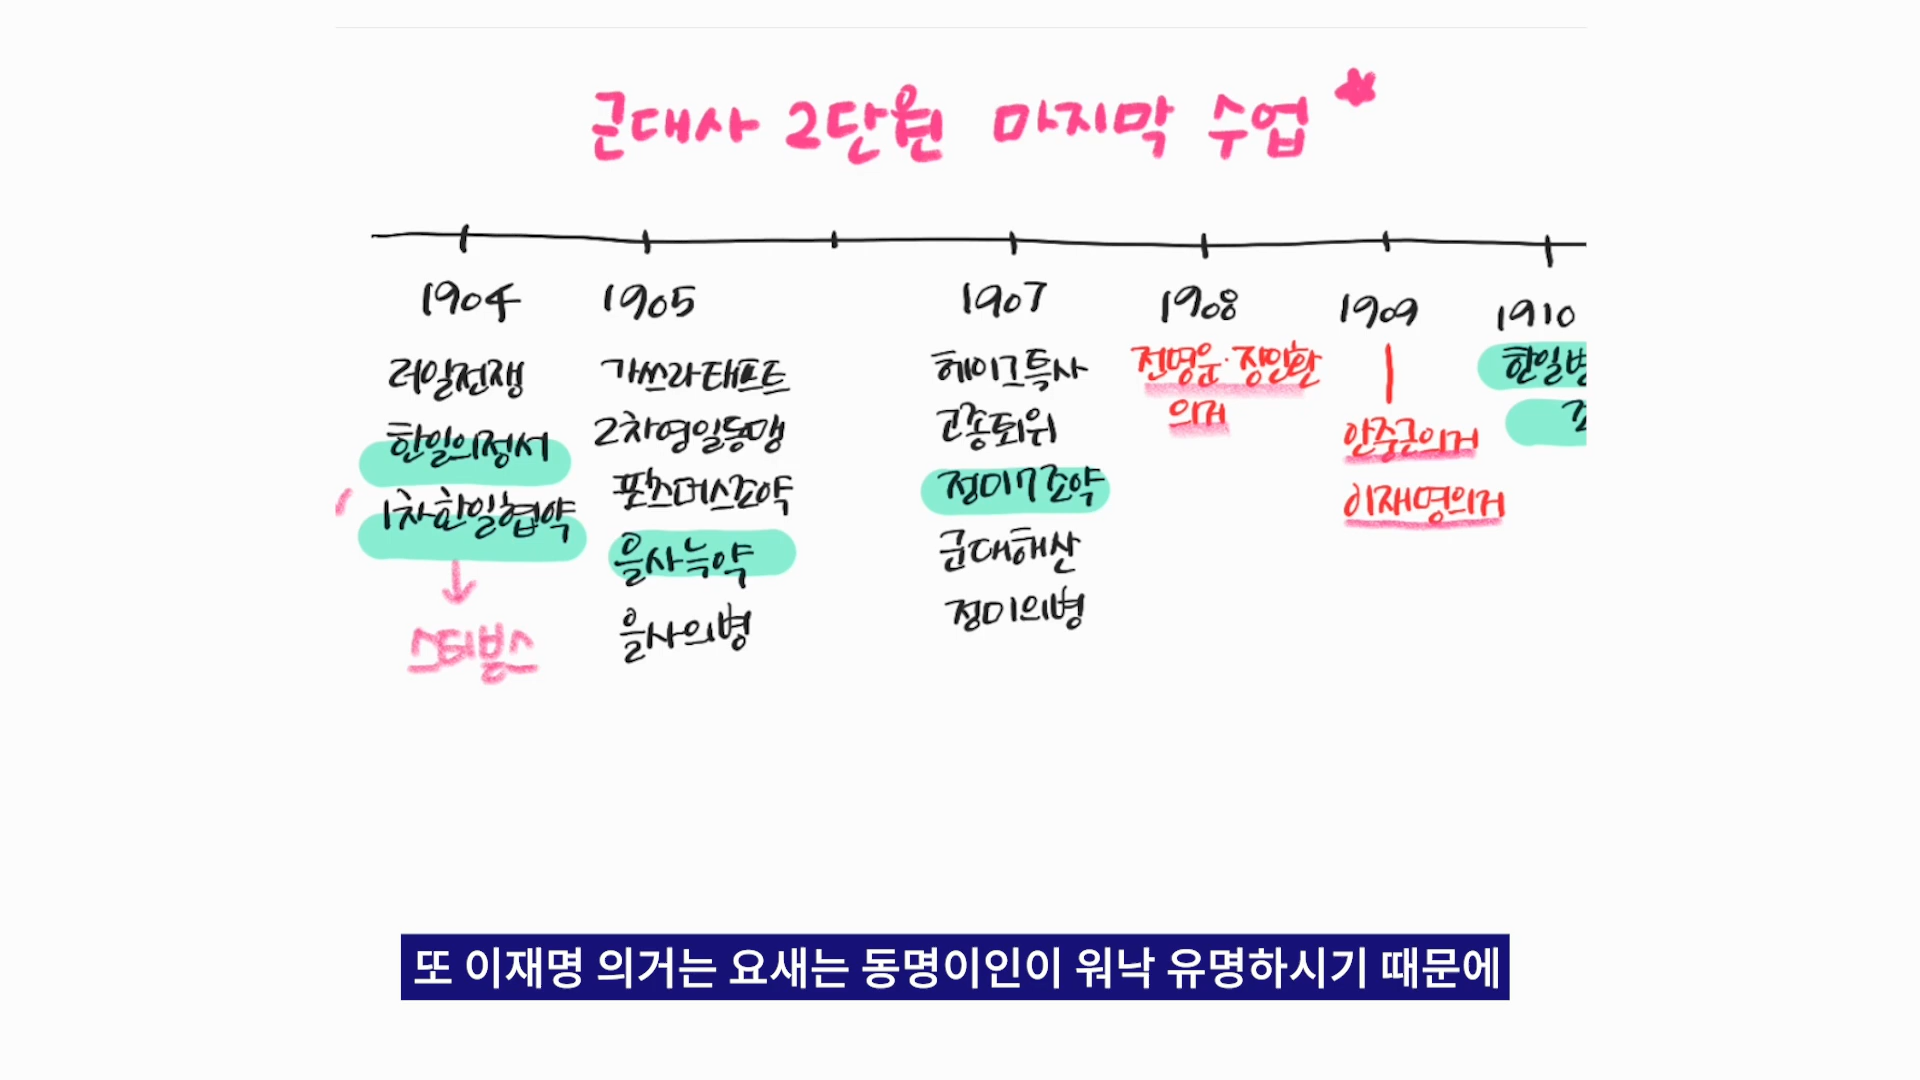 근대사 2단원 마지막 수업
1904
러일전쟁
한일의정서
1차한일협약
스티븐스
1905
가쓰라태프트
2차영일동맹
포츠머스조약
을사늑약
을사의병
1907
헤이그특사
고종퇴위
정미7조약
군대해산
정미의병
1908
전명운·장인환
의거
1909
안중근의거
이재명의거
1910
한일병
조
또 이재명 의거는 요새는 동명이인이 워낙 유명하시기 때문에